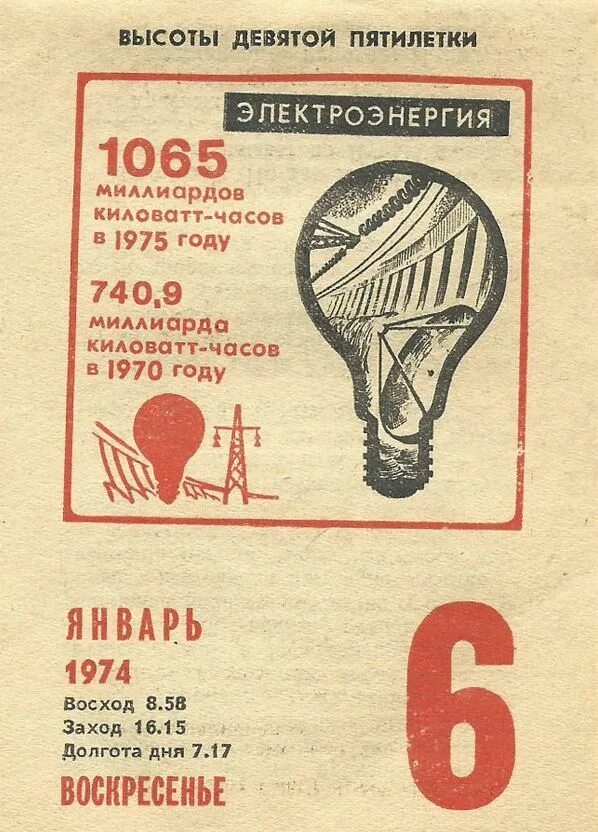 ВЫСОТЫ ДЕВЯТОЙ ПЯТИЛЕТКИ
ЭЛЕКТРОЭНЕРГИЯ
1065
миллиардов
киловатт-часов
в 1975 году
740,9
миллиарда
киловатт-часов
в 1970 году
ЯНВАРЬ
1974
Восход 8.58
Заход 16.15
Долгота дня 7.17
ВОСКРЕСЕНЬЕ
6